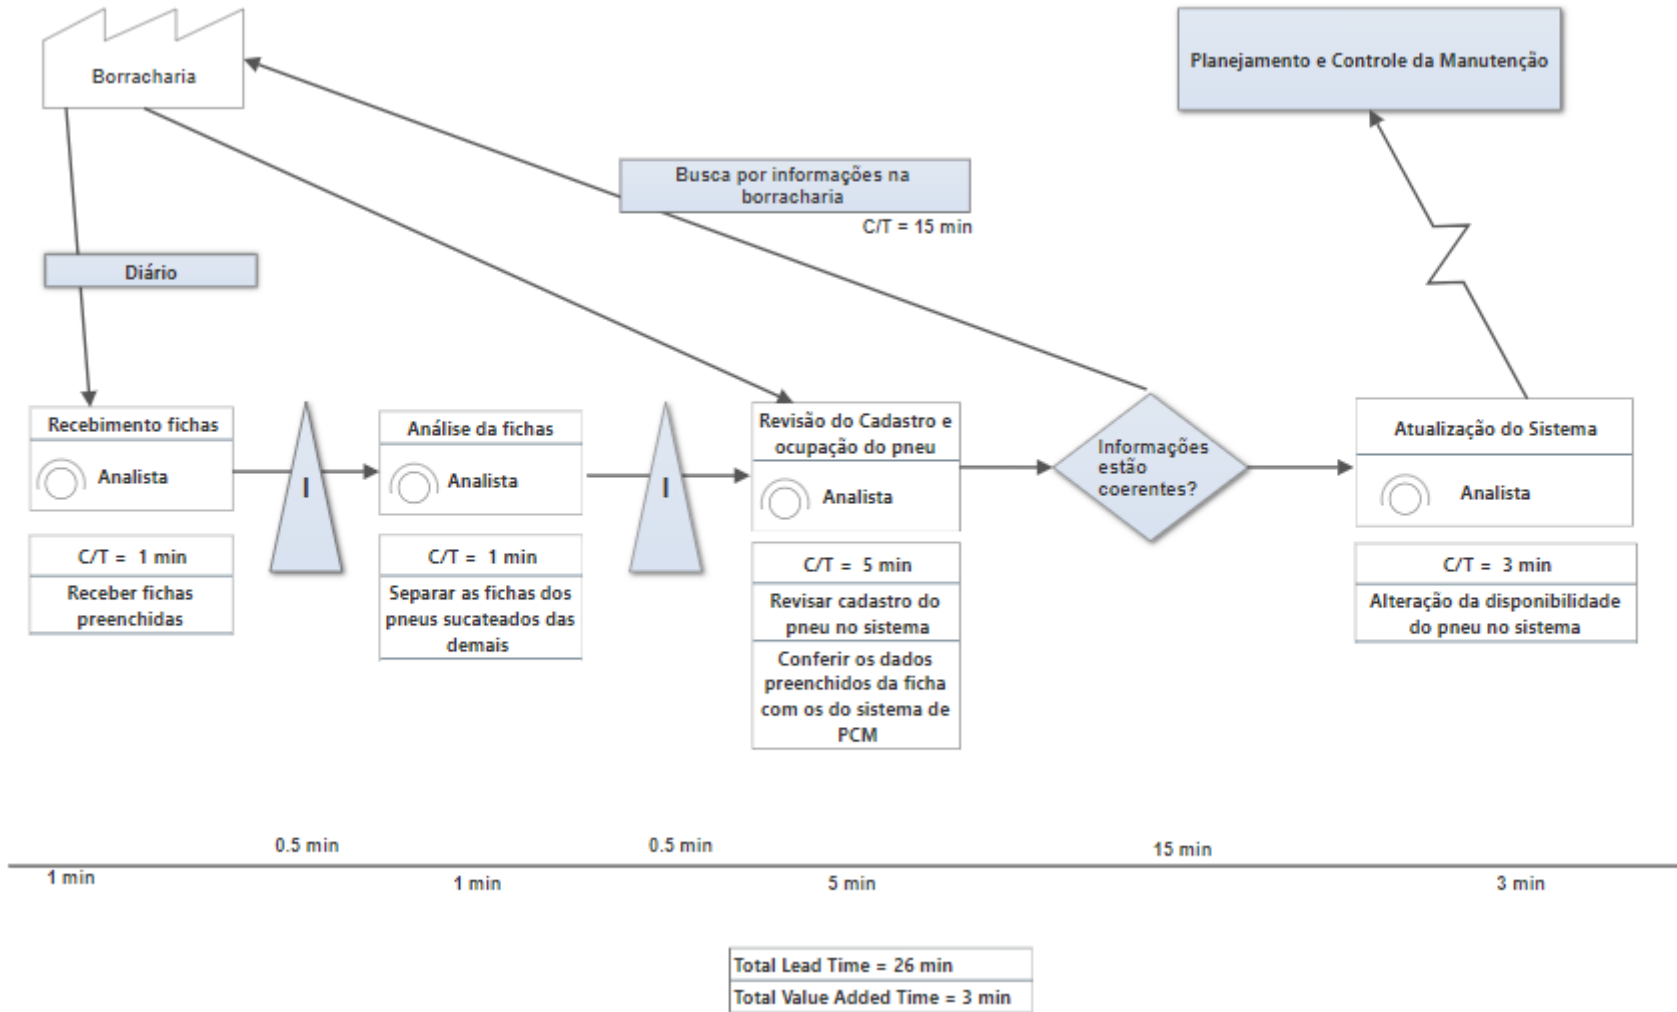 Borracharia
Planejamento e Controle da Manutenção
Busca por informações na
borracharia
C/T = 15 min
Diário
Recebimento fichas
Analista
C/T =  1 min
Receber fichas
preenchidas
I
Análise da fichas
Analista
C/T =  1 min
Separar as fichas dos
pneus sucateados das
demais
I
Revisão do Cadastro e
ocupação do pneu
Analista
C/T =  5 min
Revisar cadastro do
pneu no sistema
Conferir os dados
preenchidos da ficha
com os do sistema de
PCM
Informações
estão
coerentes?
Atualização do Sistema
Analista
C/T =  3 min
Alteração da disponibilidade
do pneu no sistema
0.5 min
0.5 min
15 min
1 min
1 min
5 min
3 min
Total Lead Time = 26 min
Total Value Added Time = 3 min